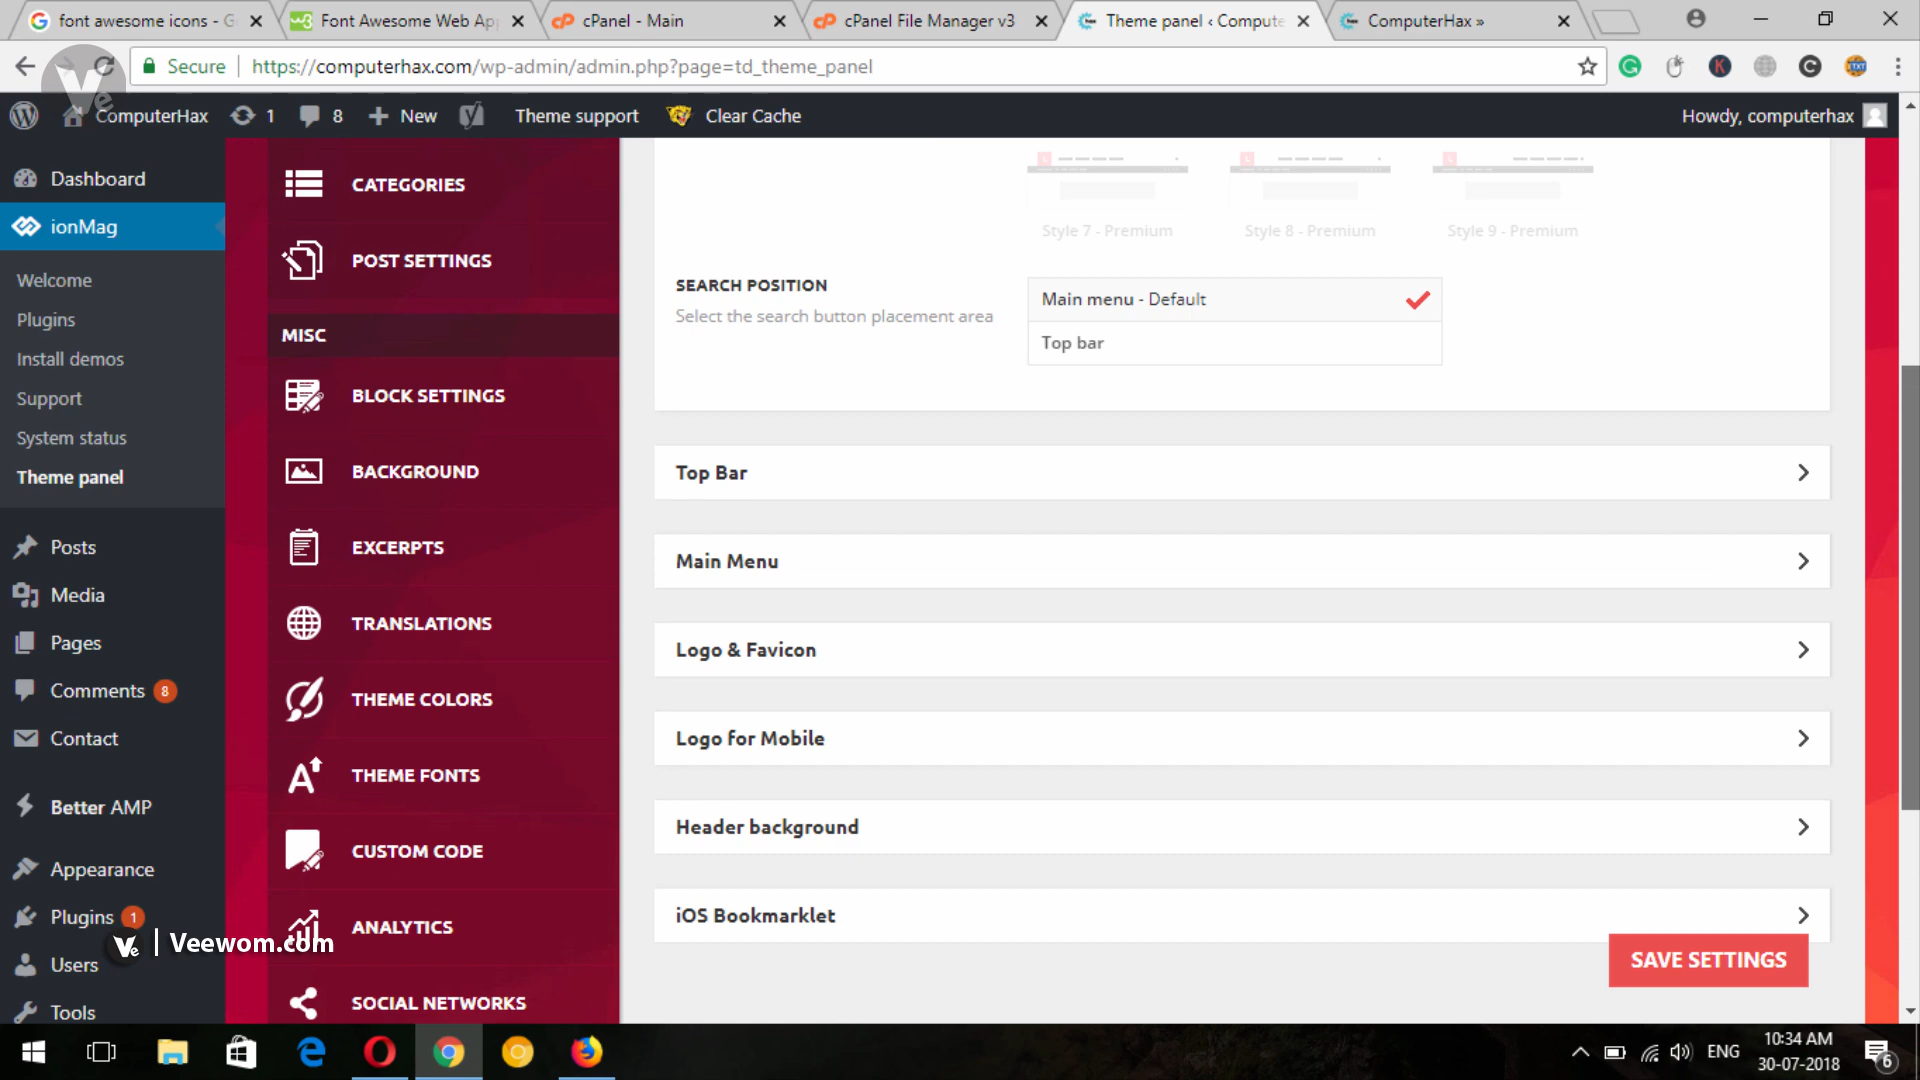 font awesome icons - G
Font Awesome Web App
cPanel - Main
cPanel File Manager v3
Theme panel ‹ Compute
ComputerHax »
Secure
https://computerhax.com/wp-admin/admin.php?page=td_theme_panel
ComputerHax
1
8
New
Theme support
Clear Cache
Howdy, computerhax
Dashboard
ionMag
Welcome
Plugins
Install demos
Support
System status
Theme panel
Posts
Media
Pages
Comments 8
Contact
Better AMP
Appearance
Plugins 1
Users
Tools
Ve | Veewom.com
CATEGORIES
POST SETTINGS
MISC
BLOCK SETTINGS
BACKGROUND
EXCERPTS
TRANSLATIONS
THEME COLORS
THEME FONTS
CUSTOM CODE
ANALYTICS
SOCIAL NETWORKS
Style 7 - Premium
Style 8 - Premium
Style 9 - Premium
SEARCH POSITION
Select the search button placement area
Main menu - Default
Top bar
Top Bar
Main Menu
Logo & Favicon
Logo for Mobile
Header background
iOS Bookmarklet
SAVE SETTINGS
ENG
10:34 AM
30-07-2018
6